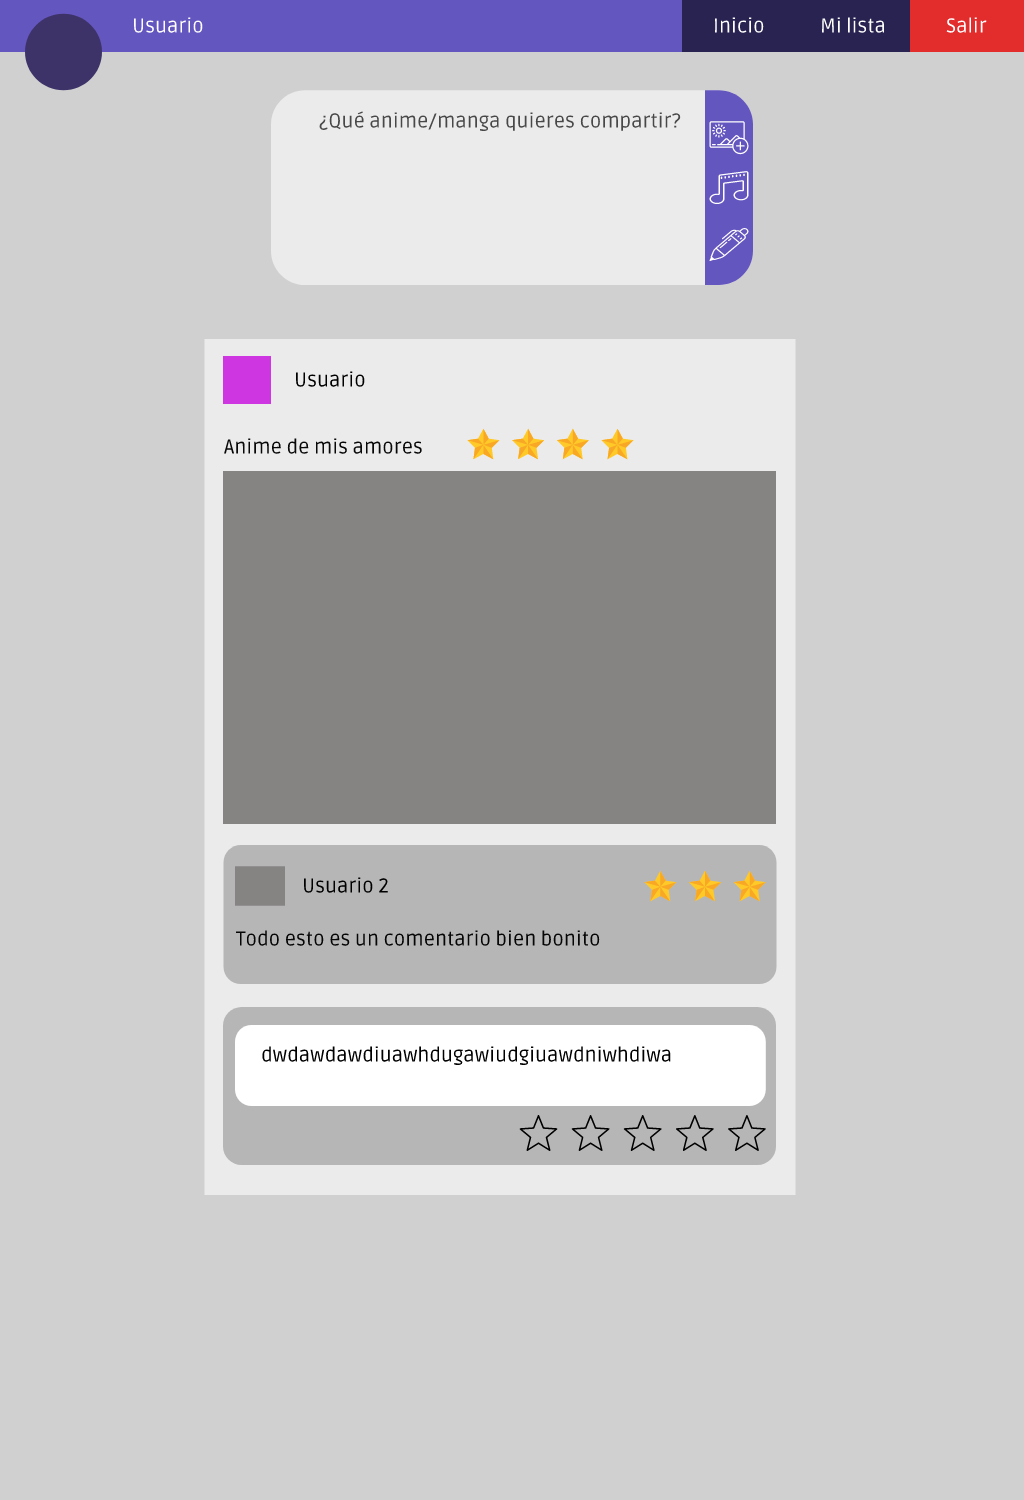 Usuario
Inicio
Mi lista
Salir
¿Qué anime/manga quieres compartir?
Usuario
Anime de mis amores
Usuario 2
Todo esto es un comentario bien bonito
dwdawdawdiuawhdugawiudgiuawdniwhdiwa